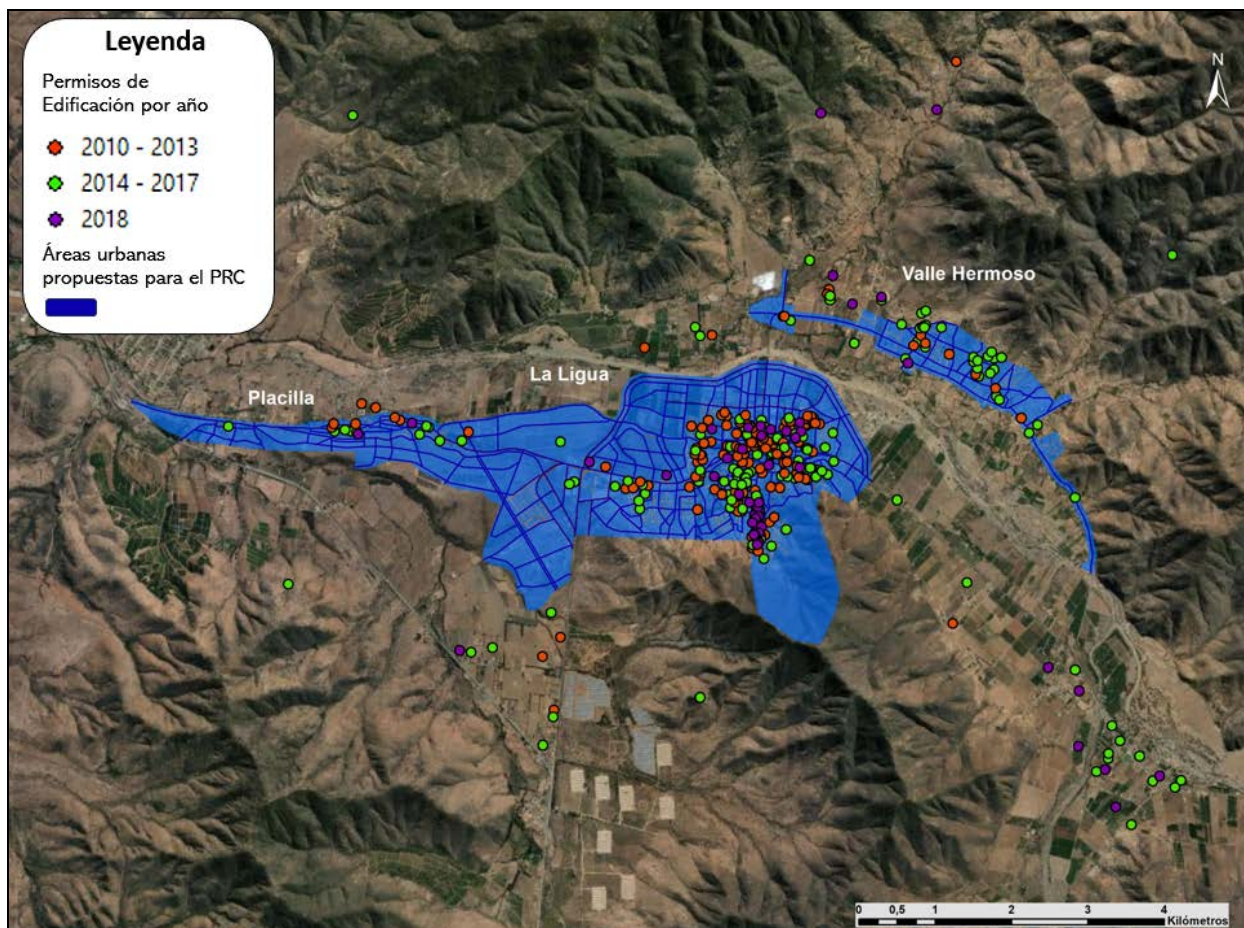 Leyenda
Permisos de
Edificación por año
2010 - 2013
2014 - 2017
2018
Áreas urbanas
propuestas para el PRC
N
Valle Hermoso
La Ligua
Placilla
0 0,5 1 2 3 4
Kilómetros